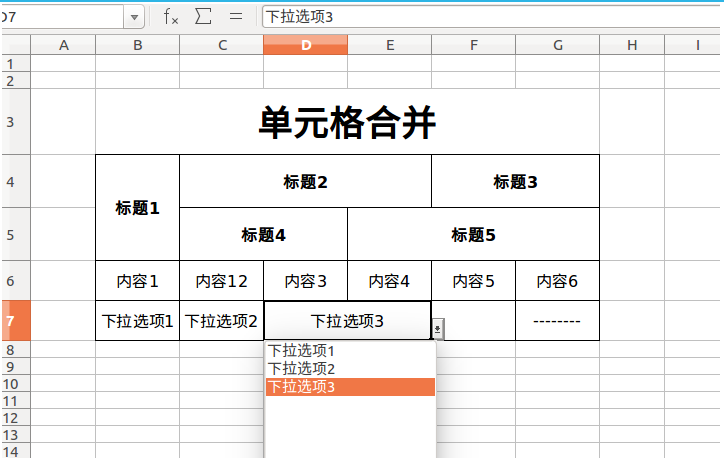 D7 fx Σ = 下拉选项3
A B C D E F G H I
1
2
3 单元格合并
4 标题1 标题2 标题3
5 标题4 标题5
6 内容1 内容12 内容3 内容4 内容5 内容6
7 下拉选项1 下拉选项2 下拉选项3 --------
8 下拉选项1
9 下拉选项2
10 下拉选项3
11
12
13
14